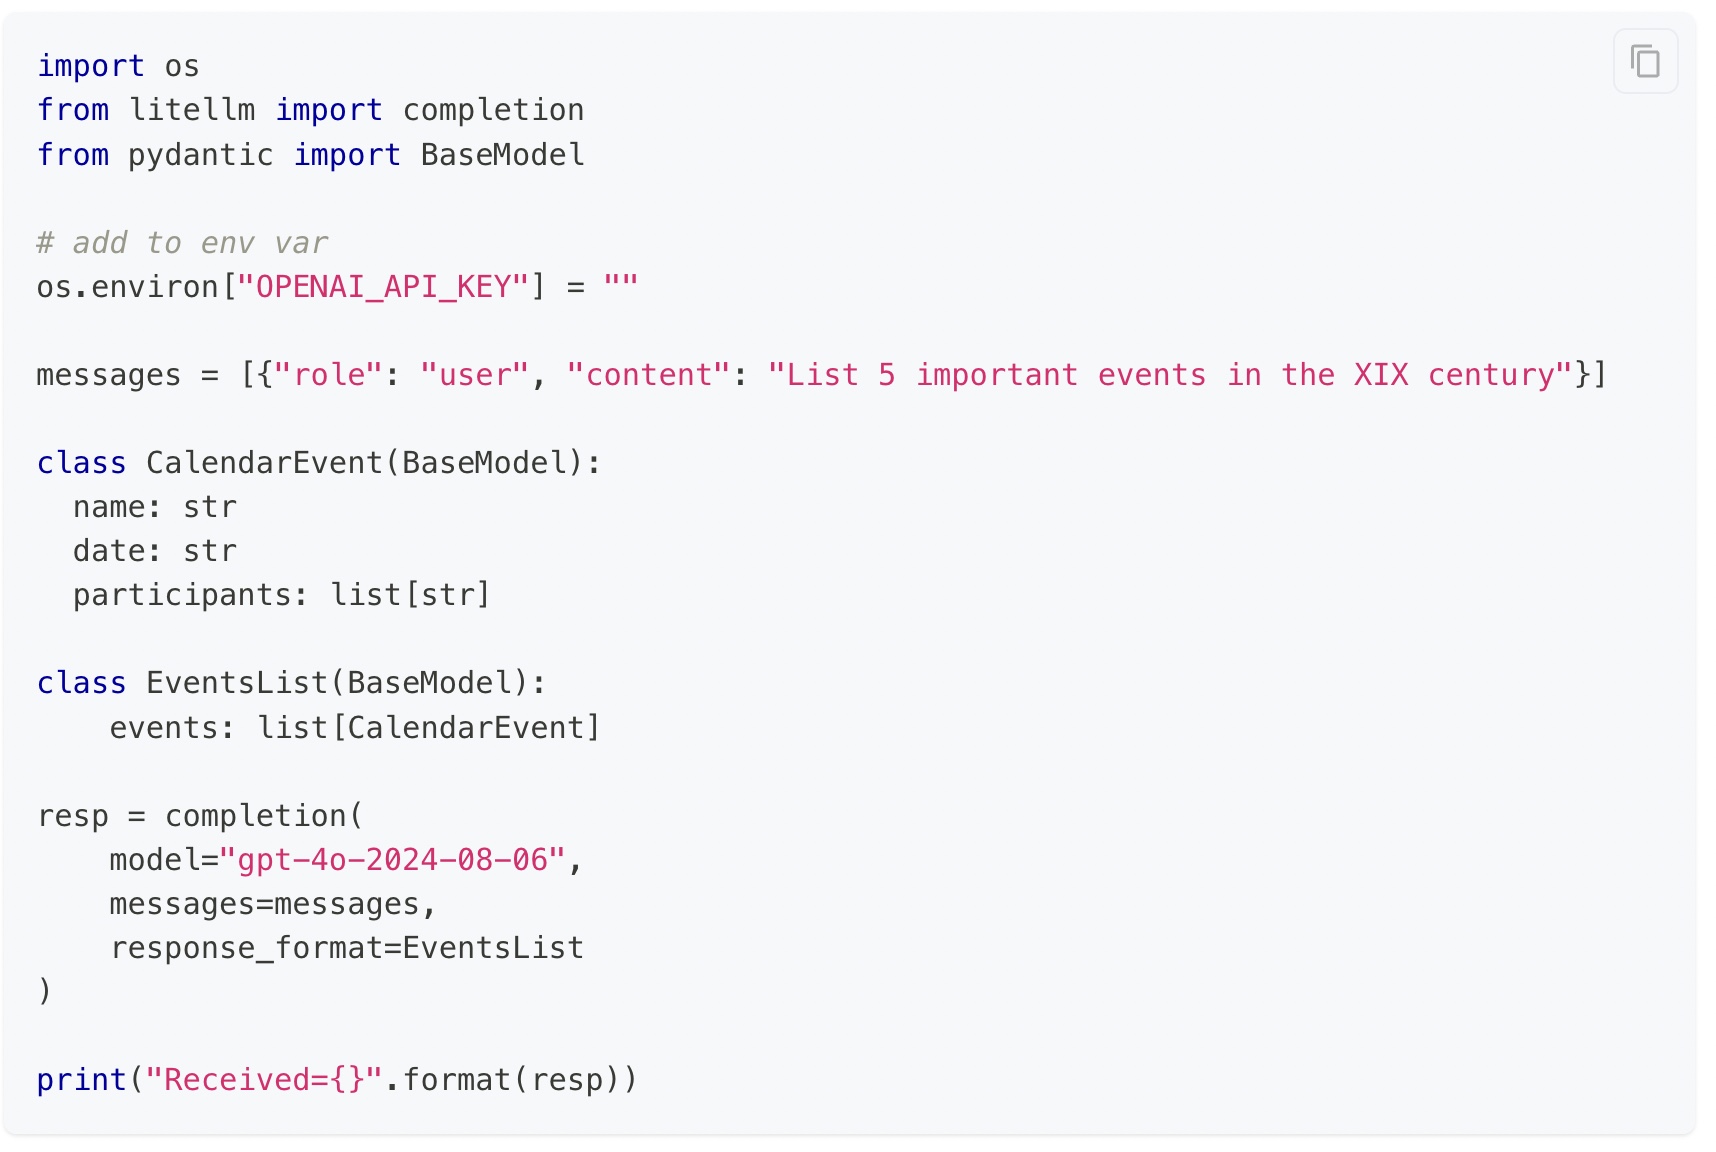 import os
from litellm import completion
from pydantic import BaseModel

# add to env var
os.environ["OPENAI_API_KEY"] = ""

messages = [{"role": "user", "content": "List 5 important events in the XIX century"}]

class CalendarEvent(BaseModel):
  name: str
  date: str
  participants: list[str]

class EventsList(BaseModel):
    events: list[CalendarEvent]

resp = completion(
    model="gpt-4o-2024-08-06",
    messages=messages,
    response_format=EventsList
)

print("Received={}".format(resp))